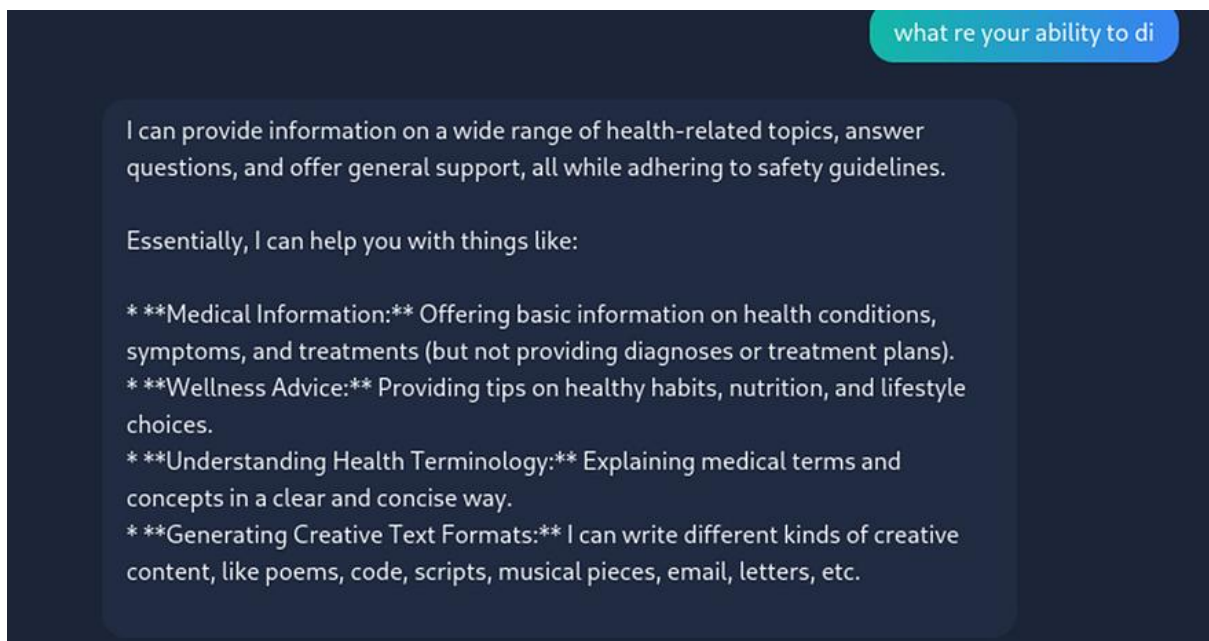 what re your ability to di
I can provide information on a wide range of health-related topics, answer
questions, and offer general support, all while adhering to safety guidelines.
Essentially, I can help you with things like:
* **Medical Information:** Offering basic information on health conditions,
symptoms, and treatments (but not providing diagnoses or treatment plans).
* **Wellness Advice:** Providing tips on healthy habits, nutrition, and lifestyle
choices.
* **Understanding Health Terminology:** Explaining medical terms and
concepts in a clear and concise way.
* **Generating Creative Text Formats:** I can write different kinds of creative
content, like poems, code, scripts, musical pieces, email, letters, etc.